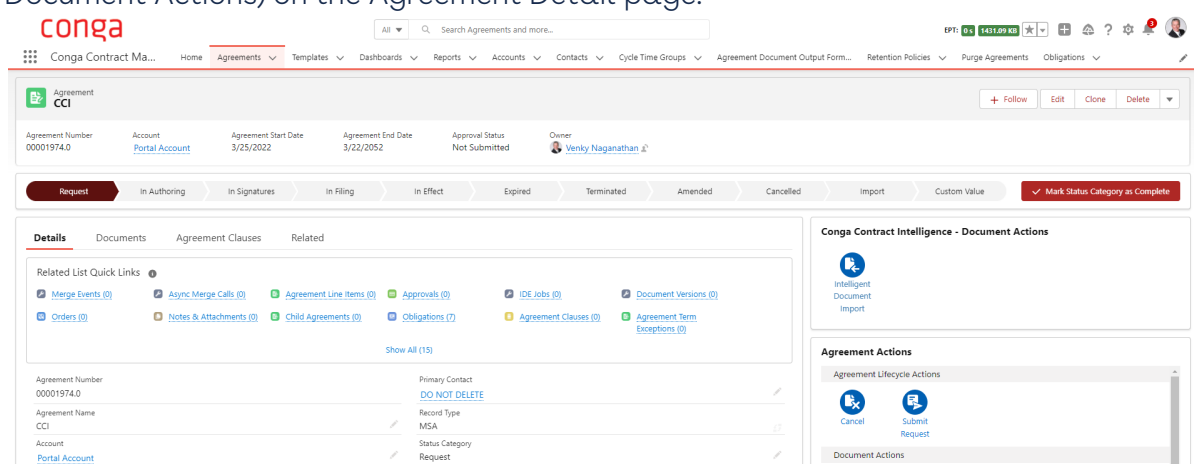 Document Actions) on the Agreement Detail page.
conga
All
Search Agreements and more...
EPT: 0 s 1431.09 KB
3
Conga Contract Ma...
Home
Agreements
Templates
Dashboards
Reports
Accounts
Contacts
Cycle Time Groups
Agreement Document Output Form...
Retention Policies
Purge Agreements
Obligations
Agreement
CCI
+ Follow
Edit
Clone
Delete
Agreement Number
Account
Agreement Start Date
Agreement End Date
Approval Status
Owner
00001974.0
Portal Account
3/25/2022
3/22/2052
Not Submitted
Venky Naganathan
Request
In Authoring
In Signatures
In Filing
In Effect
Expired
Terminated
Amended
Cancelled
Import
Custom Value
Mark Status Category as Complete
Details
Documents
Agreement Clauses
Related
Related List Quick Links
Merge Events (0)
Async Merge Calls (0)
Agreement Line Items (0)
Approvals (0)
IDE Jobs (0)
Document Versions (0)
Orders (0)
Notes & Attachments (0)
Child Agreements (0)
Obligations (7)
Agreement Clauses (0)
Agreement Term
Exceptions (0)
Show All (15)
Agreement Number
00001974.0
Primary Contact
DO NOT DELETE
Agreement Name
CCI
Record Type
MSA
Account
Portal Account
Status Category
Request
Conga Contract Intelligence - Document Actions
Intelligent
Document
Import
Agreement Actions
Agreement Lifecycle Actions
Cancel
Submit
Request
Document Actions